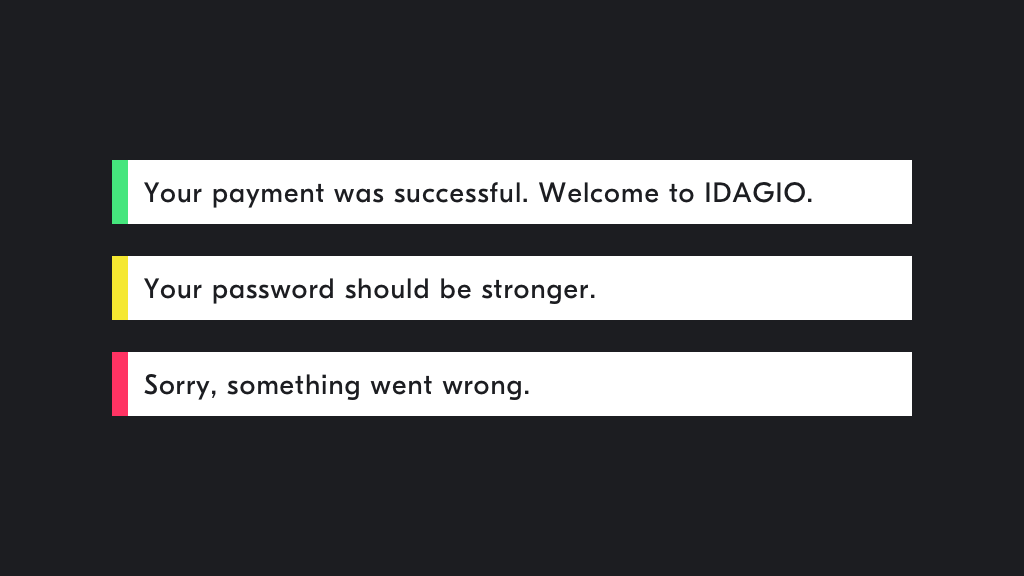 Your payment was successful. Welcome to IDAGIO.
Your password should be stronger.
Sorry, something went wrong.